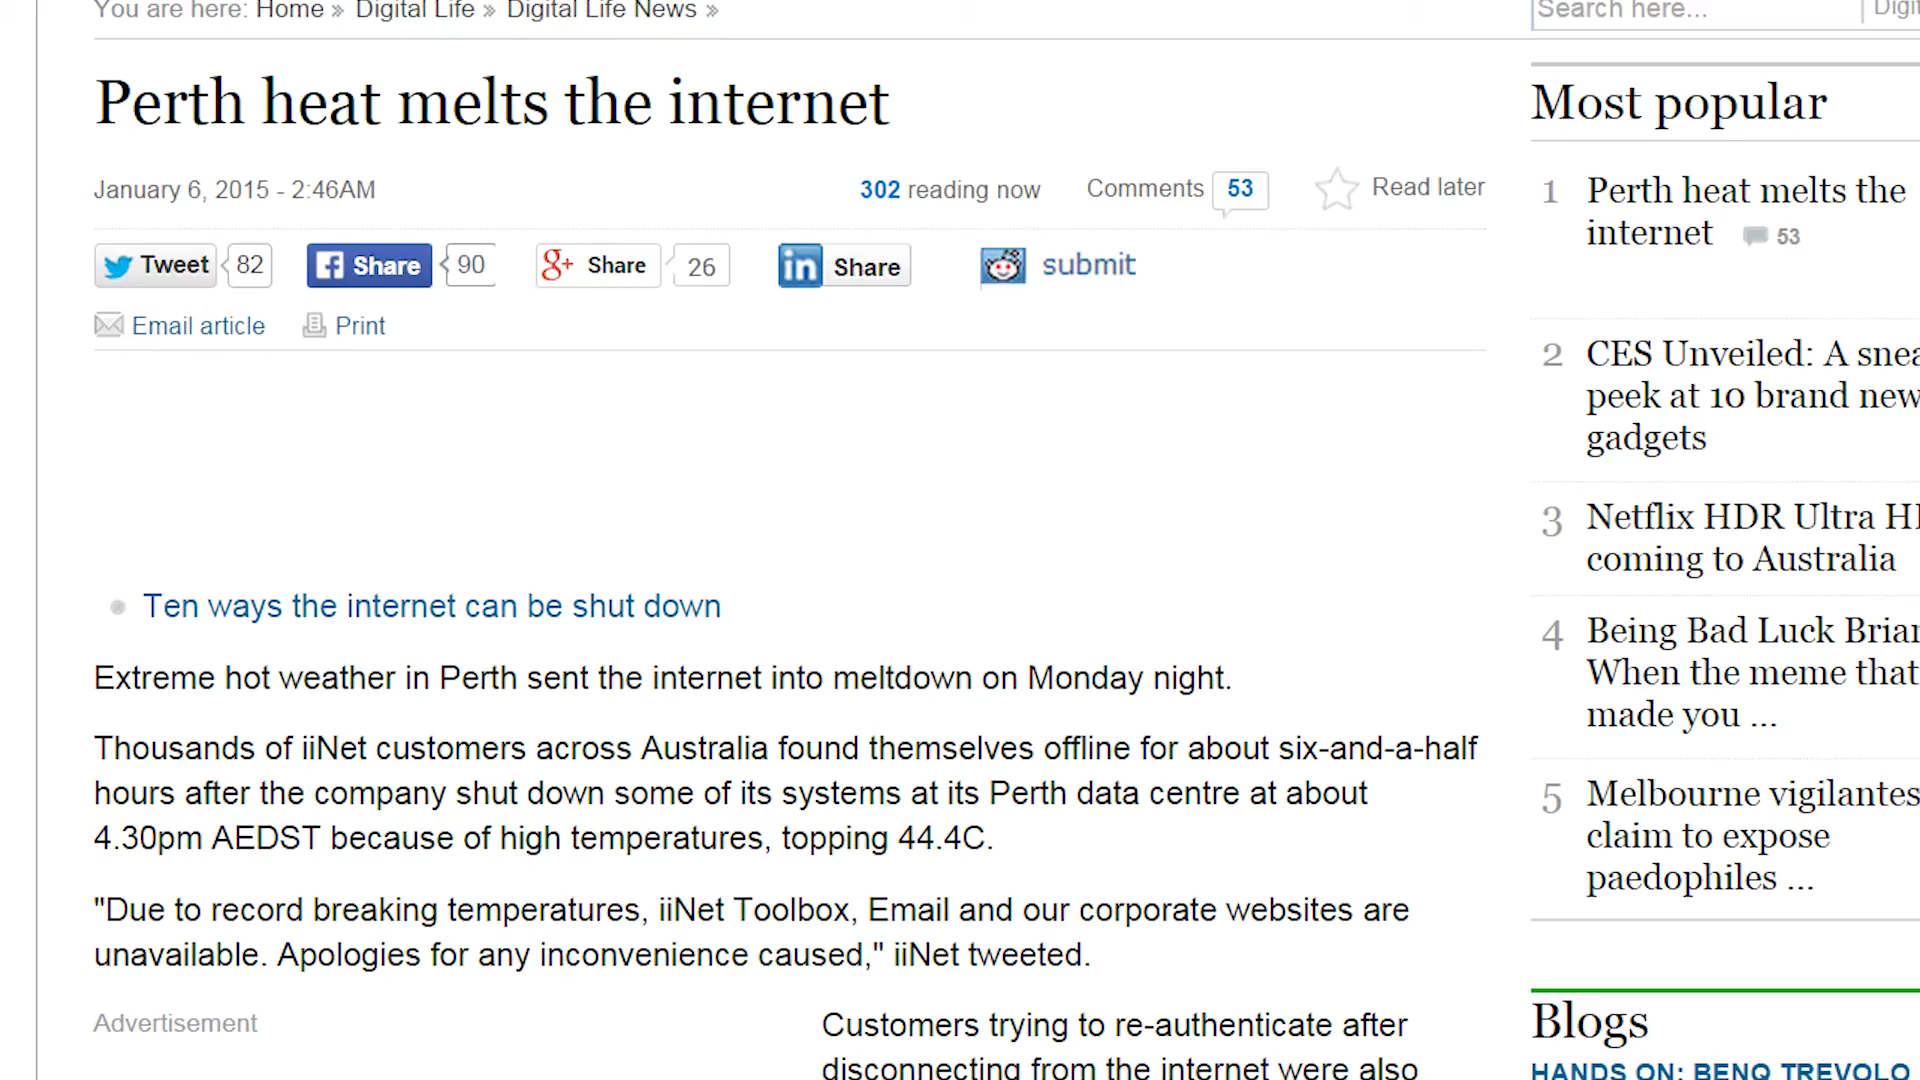 You are here: Home » Digital Life » Digital Life News »
Search here...
Perth heat melts the internet
January 6, 2015 - 2:46AM
302 reading now
Comments 53
Read later
Tweet 82
Share 90
g+ Share 26
in Share
submit
Email article
Print
Ten ways the internet can be shut down
Extreme hot weather in Perth sent the internet into meltdown on Monday night.
Thousands of iiNet customers across Australia found themselves offline for about six-and-a-half
hours after the company shut down some of its systems at its Perth data centre at about
4.30pm AEDST because of high temperatures, topping 44.4C.
"Due to record breaking temperatures, iiNet Toolbox, Email and our corporate websites are
unavailable. Apologies for any inconvenience caused," iiNet tweeted.
Advertisement
Customers trying to re-authenticate after
disconnecting from the internet were also
Most popular
1 Perth heat melts the
internet 53
2 CES Unveiled: A
peek at 10 brand new
gadgets
3 Netflix HDR Ultra
coming to Australia
4 Being Bad Luck
When the meme that
made you ...
5 Melbourne vigilantes
claim to expose
paedophiles ...
Blogs
HANDS ON: BENQ TREVOLO